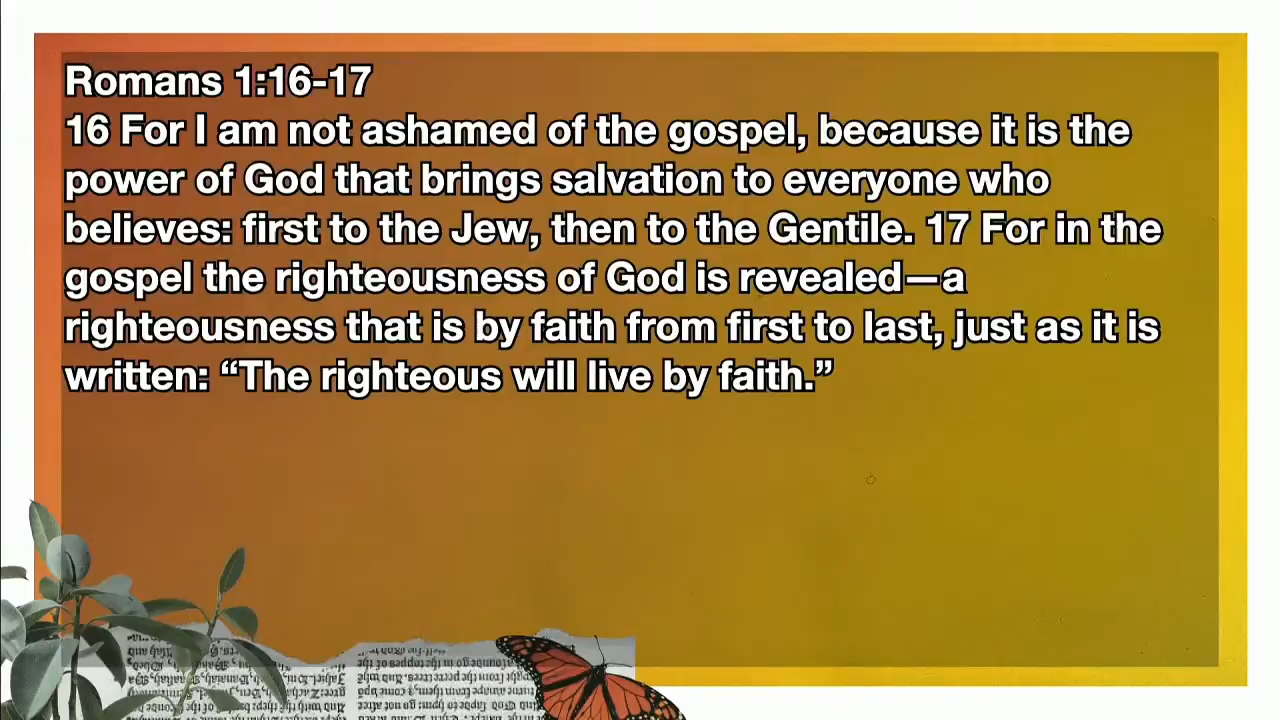 Romans 1:16-17
16 For I am not ashamed of the gospel, because it is the
power of God that brings salvation to everyone who
believes: first to the Jew, then to the Gentile. 17 For in the
gospel the righteousness of God is revealed—a
righteousness that is by faith from first to last, just as it is
written: “The righteous will live by faith.”